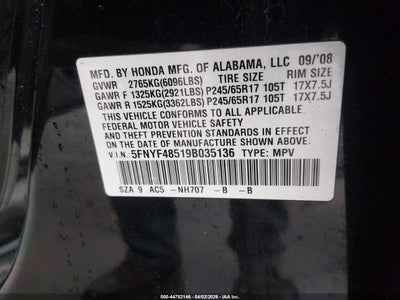 MFD. BY HONDA MFG. OF ALABAMA, LLC 09/'08
GVWR 2765KG(6096LBS) TIRE SIZE RIM SIZE
GAWR F 1325KG(2921LBS) P245/65R17 105T 17X7.5J
GAWR R 1525KG(3362LBS) P245/65R17 105T 17X7.5J
THIS VEHICLE CONFORMS TO ALL APPLICABLE
FEDERAL MOTOR VEHICLE SAFETY STANDARDS IN EFFECT
ON THE DATE OF MANUFACTURE SHOWN ABOVE.
V.I.N.: 5FNYF48519B035136 TYPE: MPV
SZA 9 AC5 -NH707 -B -B
000-44782146 - 04/02/2026 - IAA Inc.